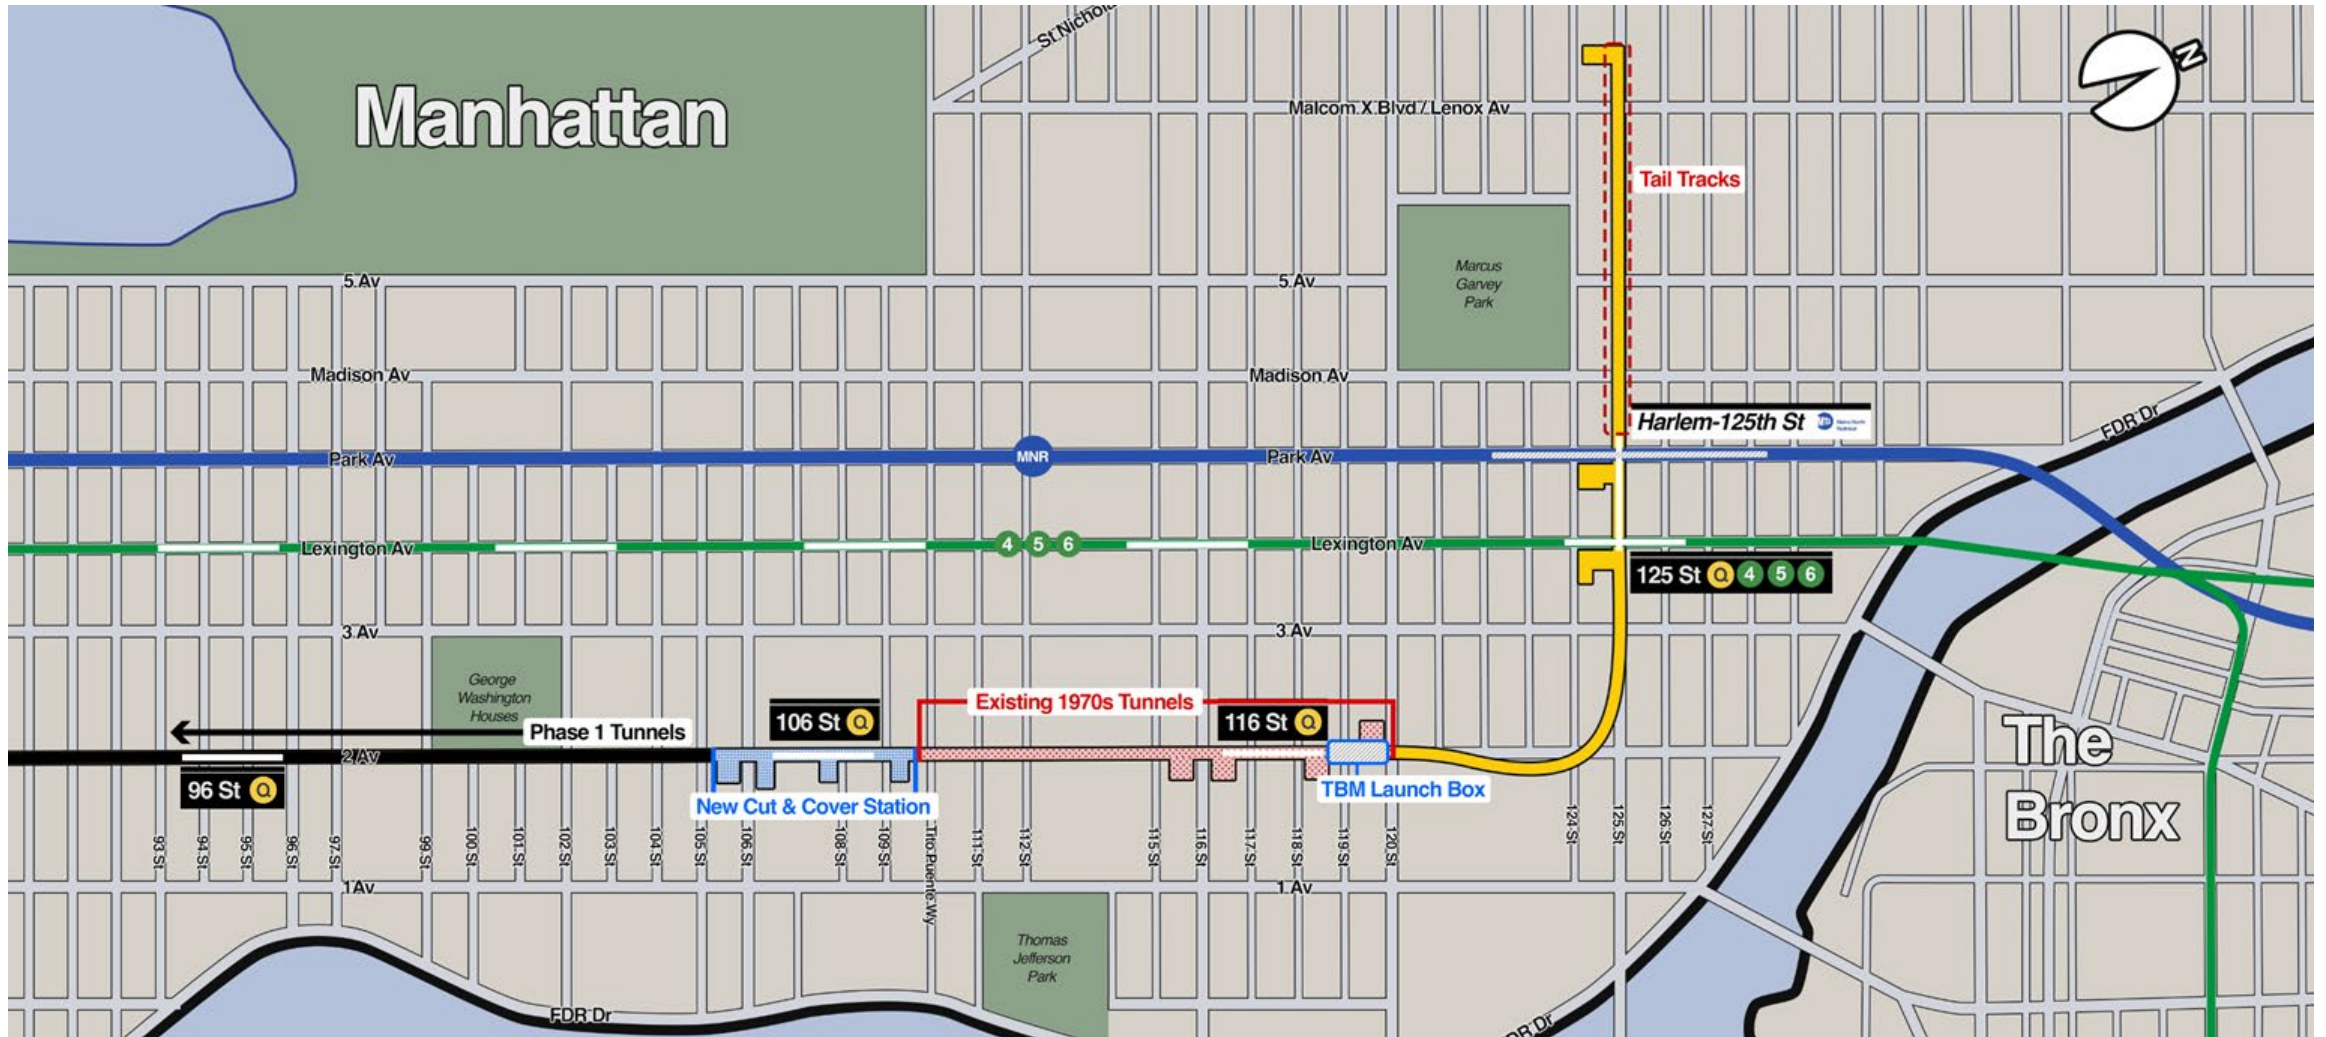 St Nichola
N
Manhattan
Malcom X Blvd / Lenox Av
Tail Tracks
Marcus
Garvey
Park
5 Av
5 Av
Madison Av
Madison Av
Harlem-125th St
FDR Dr
Park Av
MNR
Park Av
Lexington Av
4 5 6
Lexington Av
125 St Q 4 5 6
3 Av
3 Av
George
Washington
Houses
Phase 1 Tunnels
106 St Q
Existing 1970s Tunnels
116 St Q
The
Bronx
2 Av
96 St Q
New Cut & Cover Station
TBM Launch Box
93 St
94 St
95 St
96 St
97 St
99 St
100 St
101 St
102 St
103 St
104 St
105 St
106 St
108 St
109 St
Tito Puente Wy
111 St
112 St
115 St
116 St
117 St
118 St
119 St
120 St
124 St
125 St
126 St
127 St
1 Av
1 Av
Thomas
Jefferson
Park
FDR Dr
DR Dr